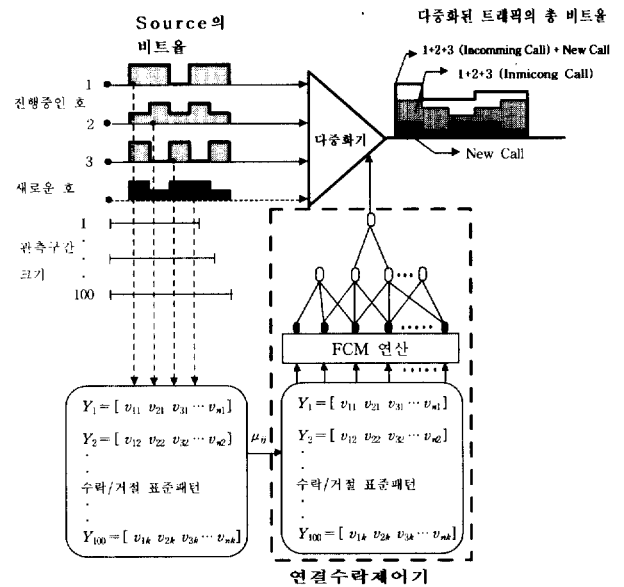 Source의
비트율
다중화된 트래픽의 총 비트율
1+2+3 (Incomming Call) + New Call
1+2+3 (Inmicong Call)
1
진행중인 호
2
다중화기
3
New Call
새로운 호
1
관측구간
크기
100
FCM 연산
Y₁ = [ v₁₁ v₂₁ v₃₁ ··· vₙ₁ ]
Y₂ = [ v₁₂ v₂₂ v₃₂ ··· vₙ₂ ]
수락/거절 표준패턴
Y₁₀₀ = [ v₁ₖ v₂ₖ v₃ₖ ··· vₙₖ ]
μᵢⱼ
Y₁ = [ v₁₁ v₂₁ v₃₁ ··· vₙ₁ ]
Y₂ = [ v₁₂ v₂₂ v₃₂ ··· vₙ₂ ]
수락/거절 표준패턴
Y₁₀₀ = [ v₁ₖ v₂ₖ v₃ₖ ··· vₙₖ ]
연결수락제어기